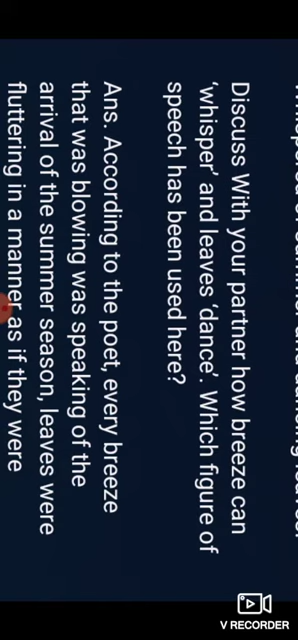 Discuss With your partner how breeze can
'whisper' and leaves 'dance'. Which figure of
speech has been used here?
Ans. According to the poet, every breeze
that was blowing was speaking of the
arrival of the summer season, leaves were
fluttering in a manner as if they were
V RECORDER